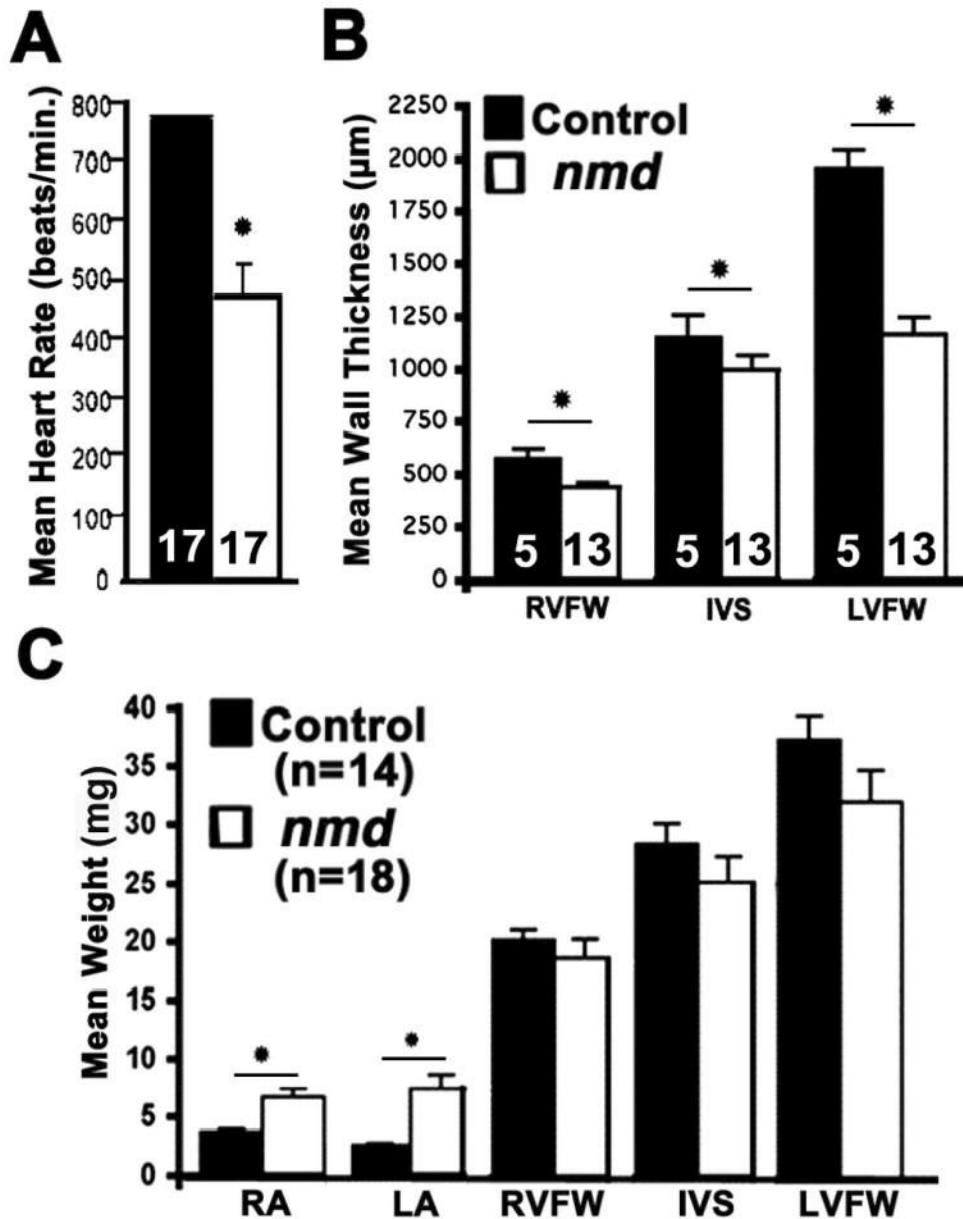 A
Mean Heart Rate (beats/min.)
800
700
600
500
400
300
200
100
0
*
17 17
B
Mean Wall Thickness (µm)
2250
2000
1750
1500
1250
1000
750
500
250
0
Control
nmd
*
*
*
5 13 5 13 5 13
RVFW IVS LVFW
C
Mean Weight (mg)
40
35
30
25
20
15
10
5
0
Control
(n=14)
nmd
(n=18)
*
*
RA LA RVFW IVS LVFW